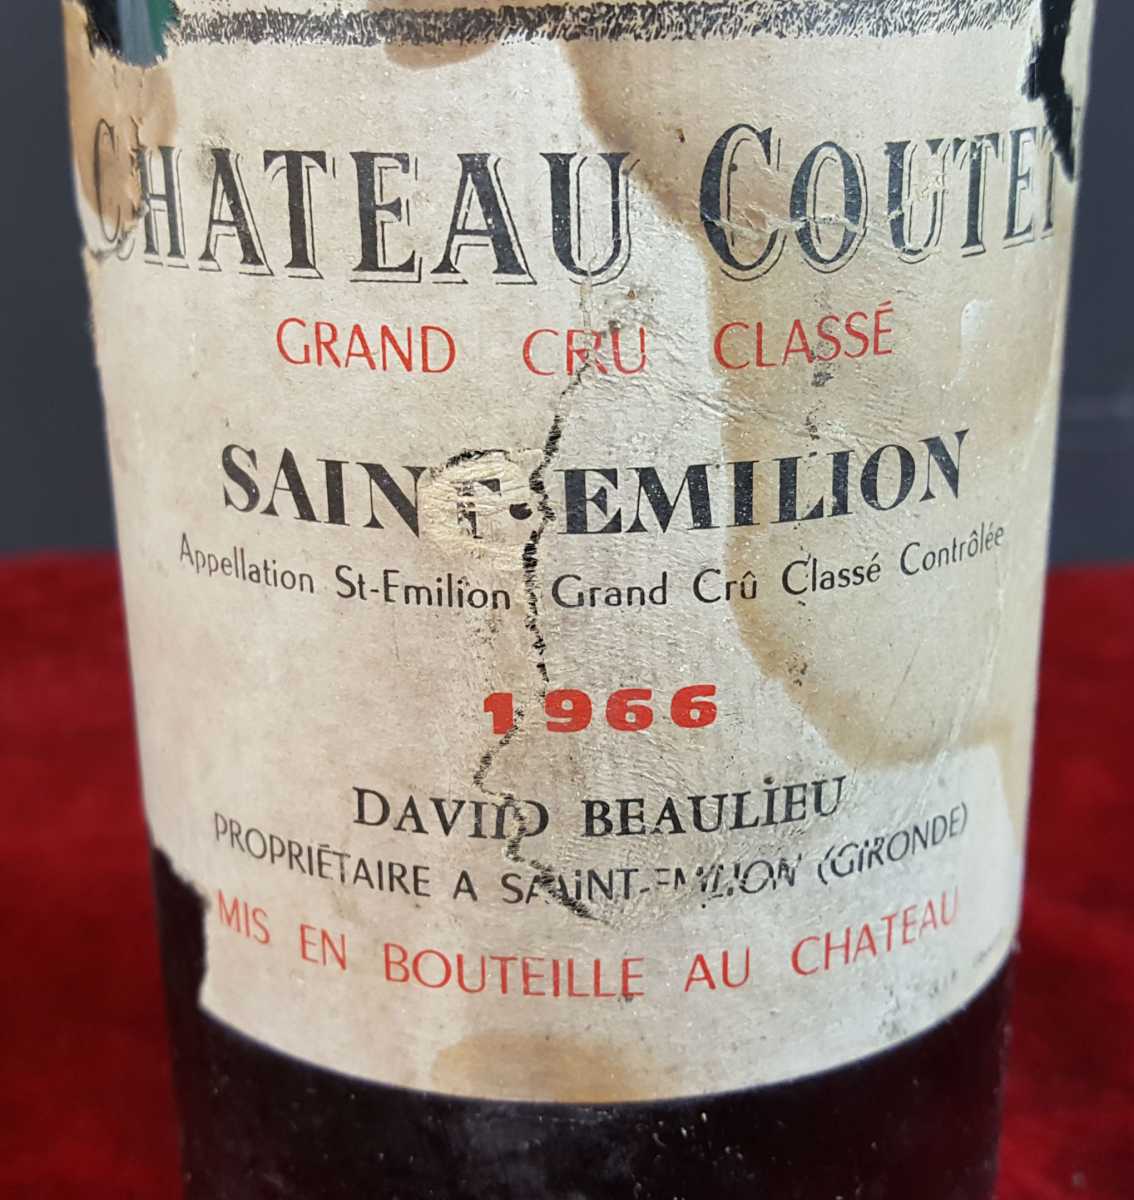 CHATEAU COUTET
GRAND CRU CLASSÉ
SAINT-EMILION
Appellation St-Emilion Grand Crû Classé Contrôlée
1966
DAVID BEAULIEU
PROPRIÉTAIRE A SAINT-EMILION (GIRONDE)
MIS EN BOUTEILLE AU CHATEAU